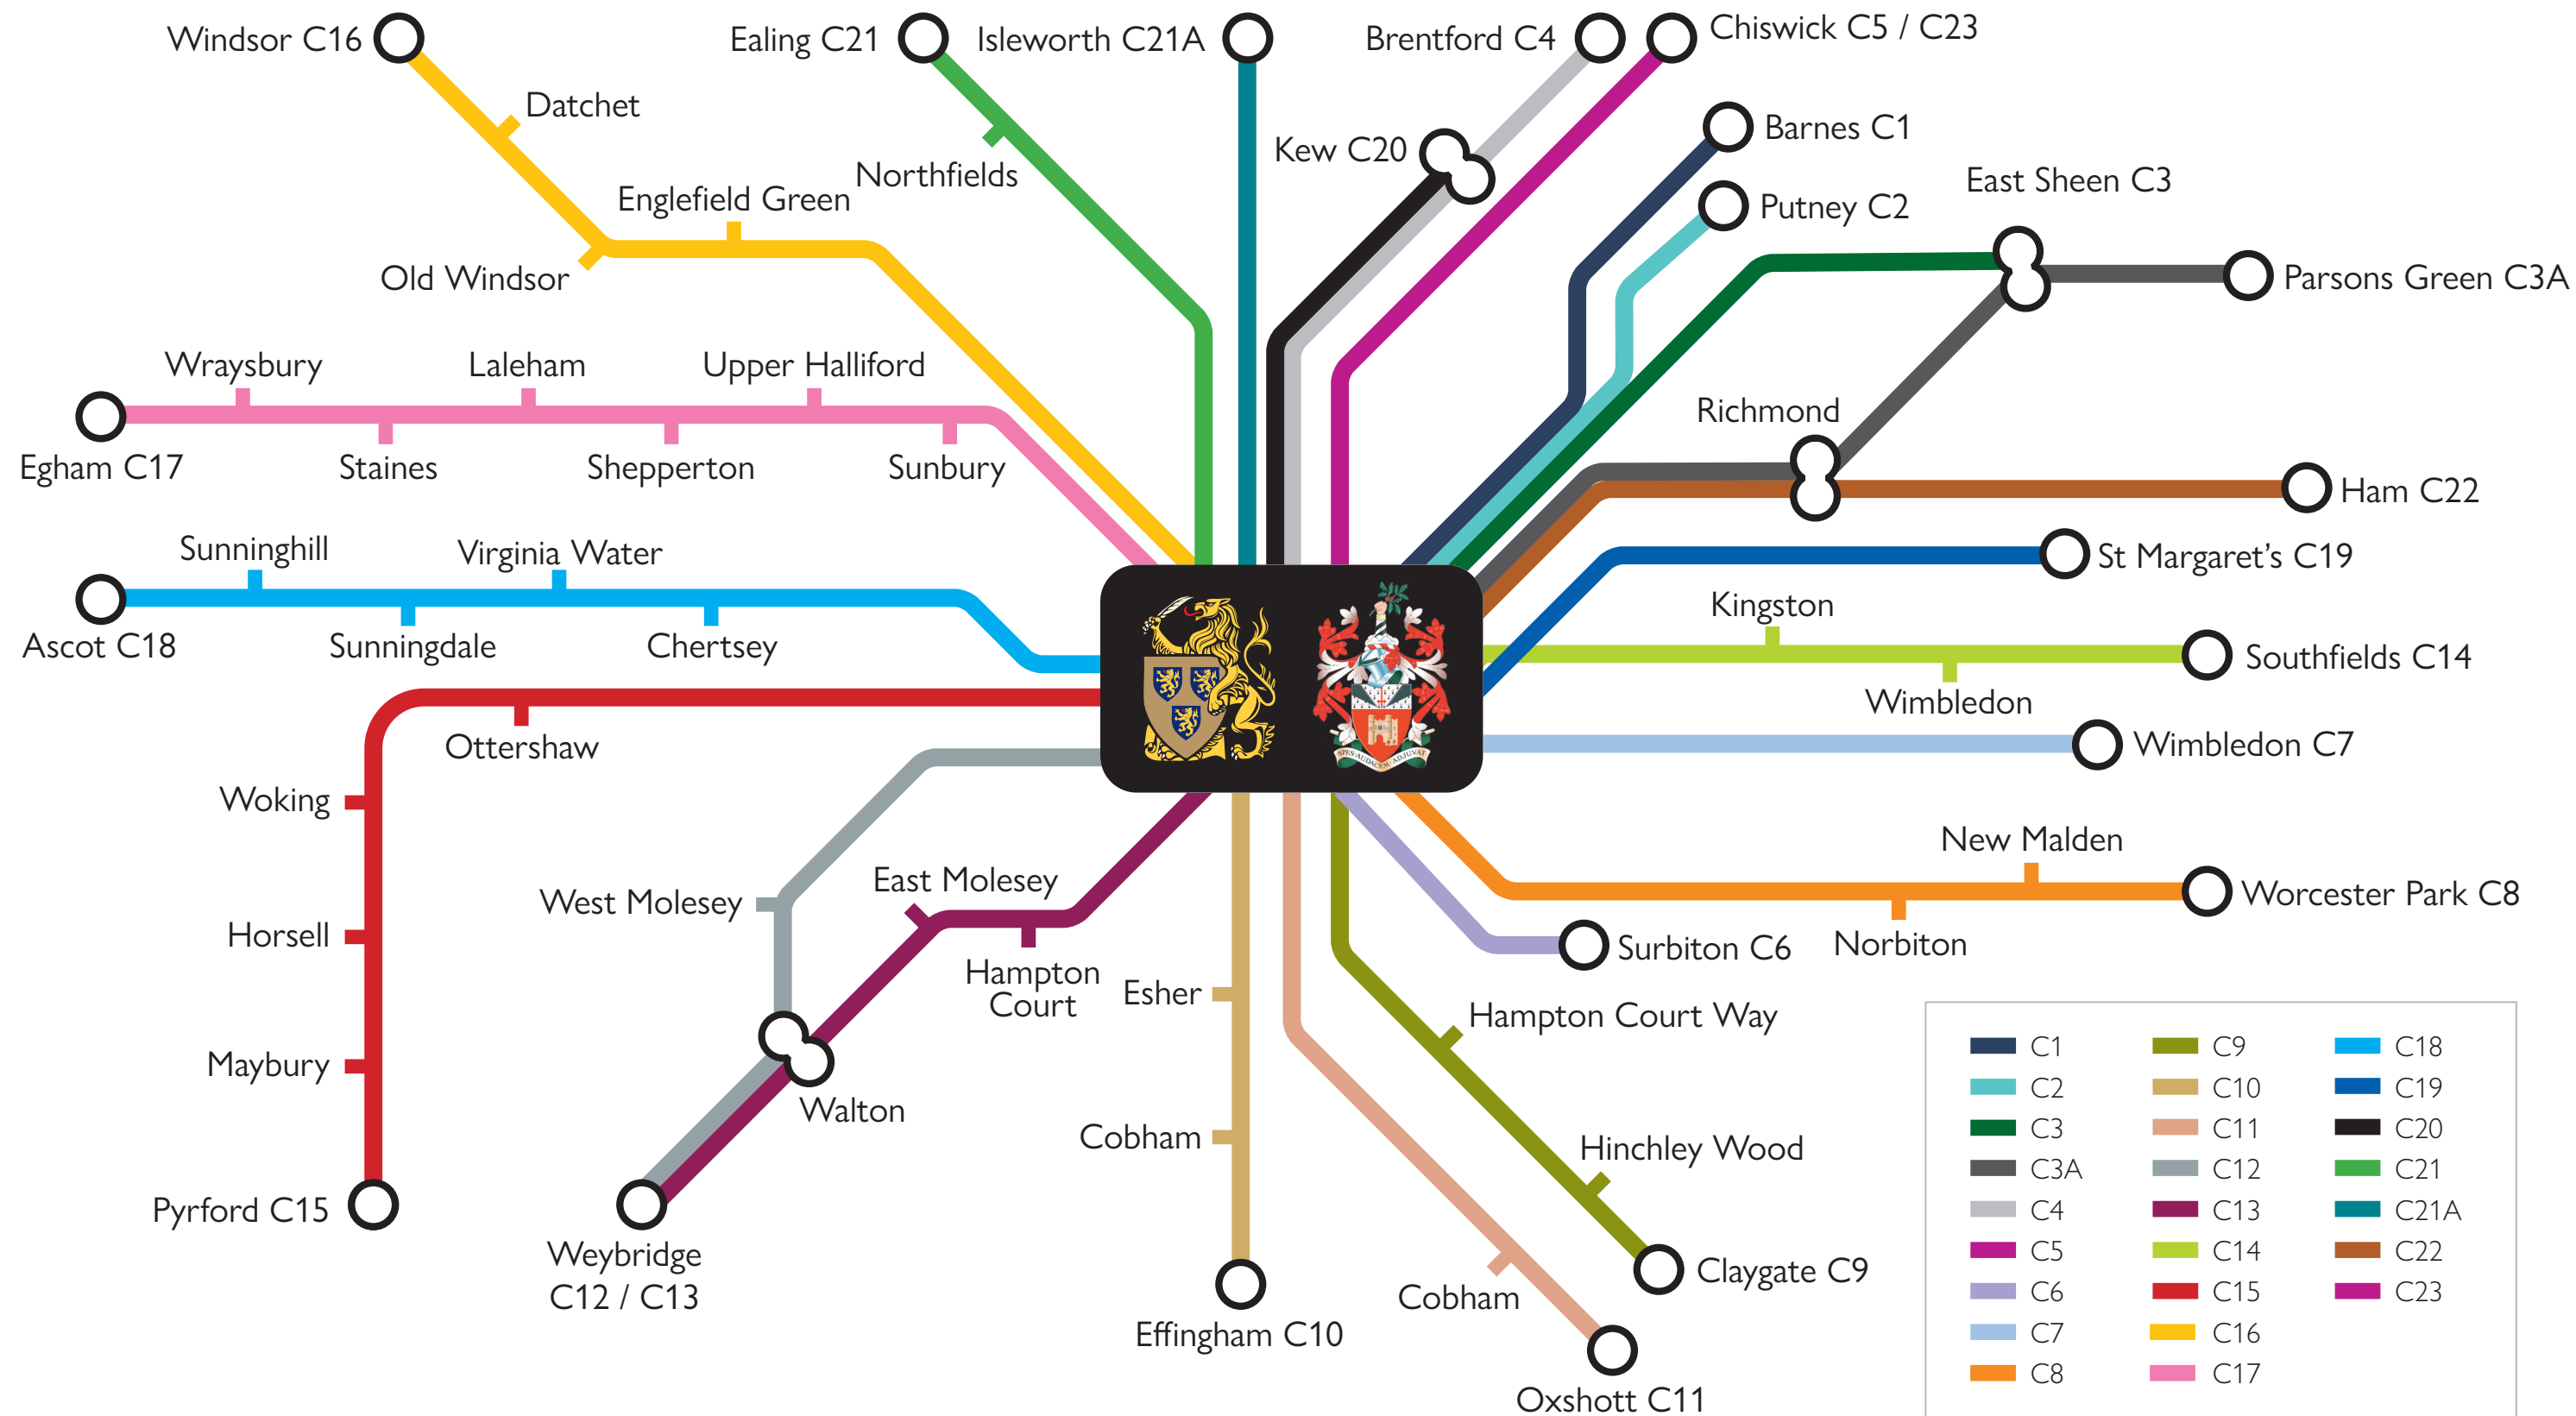 Windsor C16
Ealing C21
Isleworth C21A
Brentford C4
Chiswick C5 / C23
Datchet
Northfields
Kew C20
Barnes C1
Putney C2
East Sheen C3
Parsons Green C3A
Englefield Green
Old Windsor
Wraysbury
Laleham
Upper Halliford
Egham C17
Staines
Shepperton
Sunbury
Richmond
Ham C22
St Margaret’s C19
Sunninghill
Virginia Water
Ascot C18
Sunningdale
Chertsey
Kingston
Southfields C14
Wimbledon
Wimbledon C7
SPES AUDACEM ADJUVAT
Ottershaw
Woking
Horsell
Maybury
Pyrford C15
West Molesey
East Molesey
Hampton
Court
Walton
Weybridge
C12 / C13
Esher
Cobham
Effingham C10
New Malden
Worcester Park C8
Norbiton
Surbiton C6
Hampton Court Way
Hinchley Wood
Claygate C9
Cobham
Oxshott C11
C1
C2
C3
C3A
C4
C5
C6
C7
C8
C9
C10
C11
C12
C13
C14
C15
C16
C17
C18
C19
C20
C21
C21A
C22
C23